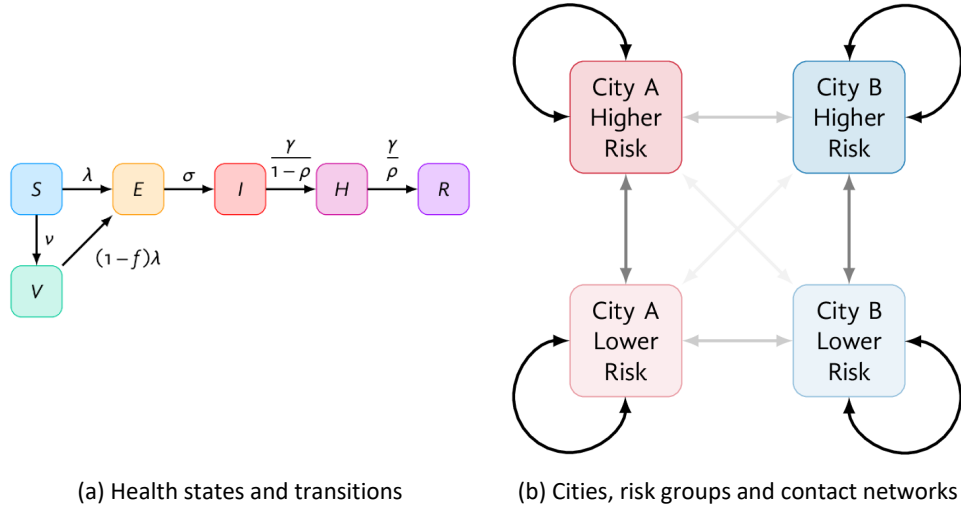 S
λ
E
σ
I
γ
1 − ρ
H
γ
ρ
R
ν
(1−f)λ
V
City A
Higher
Risk
City B
Higher
Risk
City A
Lower
Risk
City B
Lower
Risk
(a) Health states and transitions
(b) Cities, risk groups and contact networks